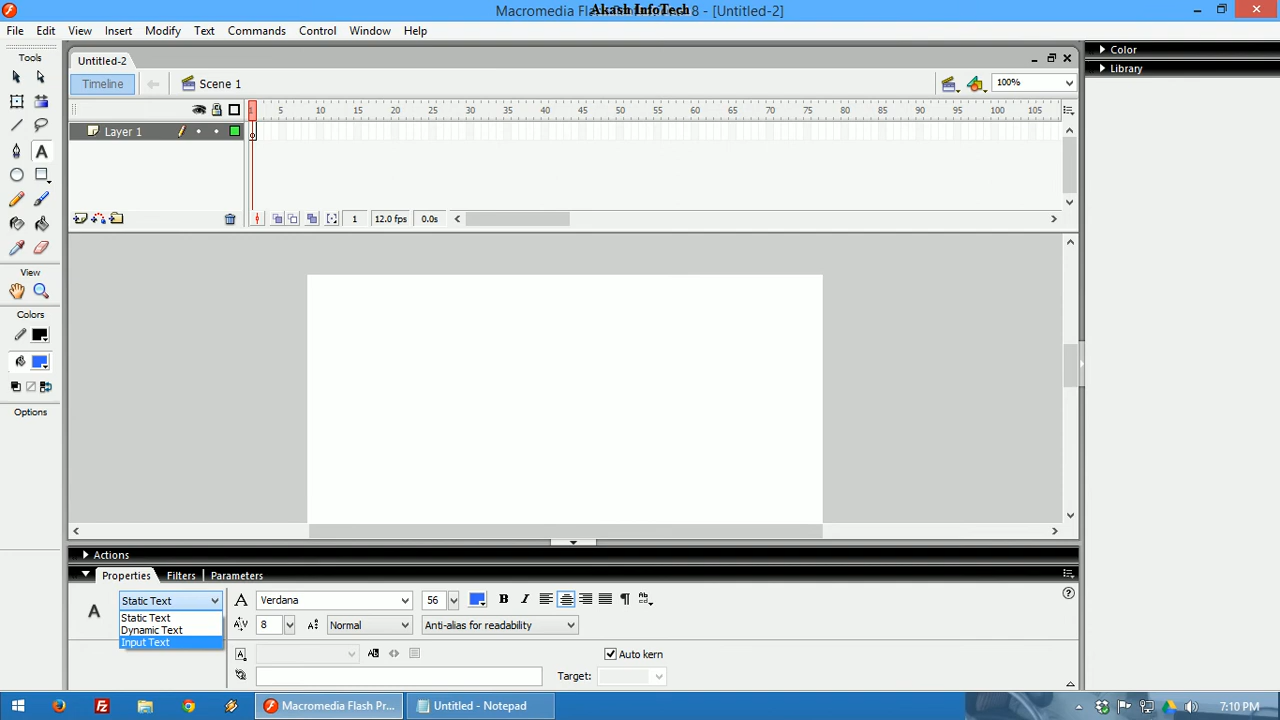 Macromedia Fl 8 - [Untitled-2]
Akash InfoTech
File Edit View Insert Modify Text Commands Control Window Help
Tools
Untitled-2
Timeline Scene 1 100%
5 10 15 20 25 30 35 40 45 50 55 60 65 70 75 80 85 90 95 100 105
Layer 1
1 12.0 fps 0.0s
View
Colors
Options
Color
Library
Actions
Properties Filters Parameters
Static Text A Verdana 56 B I
Static Text
Dynamic Text
Input Text
A
8 Normal Anti-alias for readability
Auto kern
Target:
Macromedia Flash Pr... Untitled - Notepad 7:10 PM